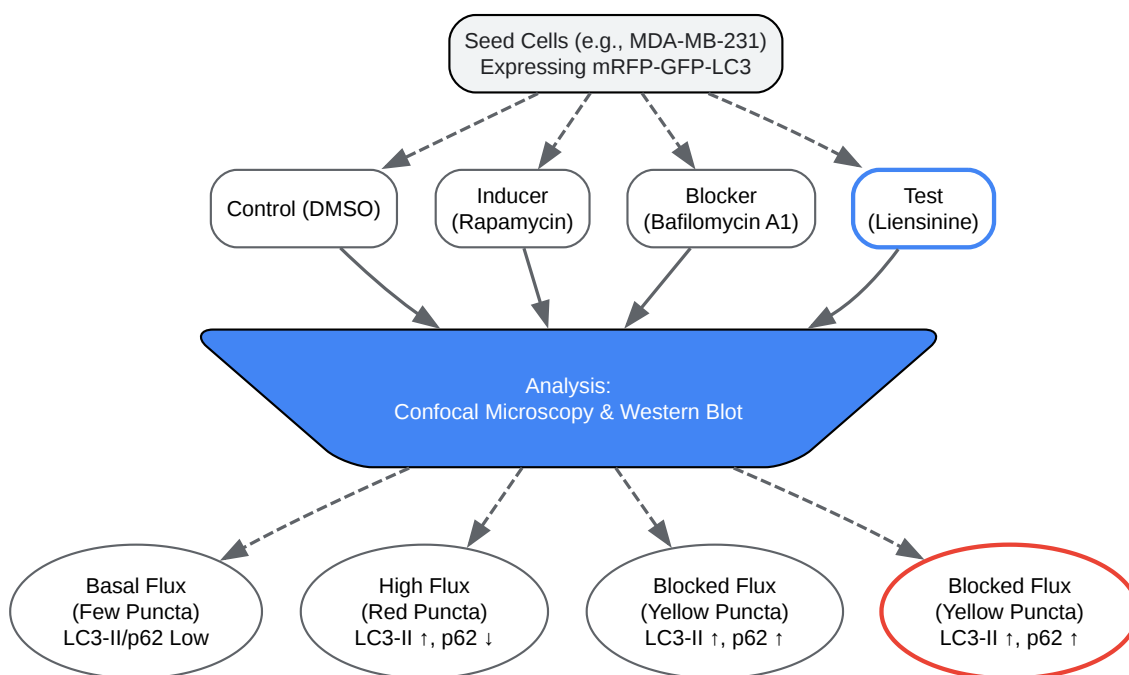 Seed Cells (e.g., MDA-MB-231)
Expressing mRFP-GFP-LC3
Control (DMSO)
Inducer
(Rapamycin)
Blocker
(Bafilomycin A1)
Test
(Liensinine)
Analysis:
Confocal Microscopy & Western Blot
Basal Flux
(Few Puncta)
LC3-II/p62 Low
High Flux
(Red Puncta)
LC3-II ↑, p62 ↓
Blocked Flux
(Yellow Puncta)
LC3-II ↑, p62 ↑
Blocked Flux
(Yellow Puncta)
LC3-II ↑, p62 ↑